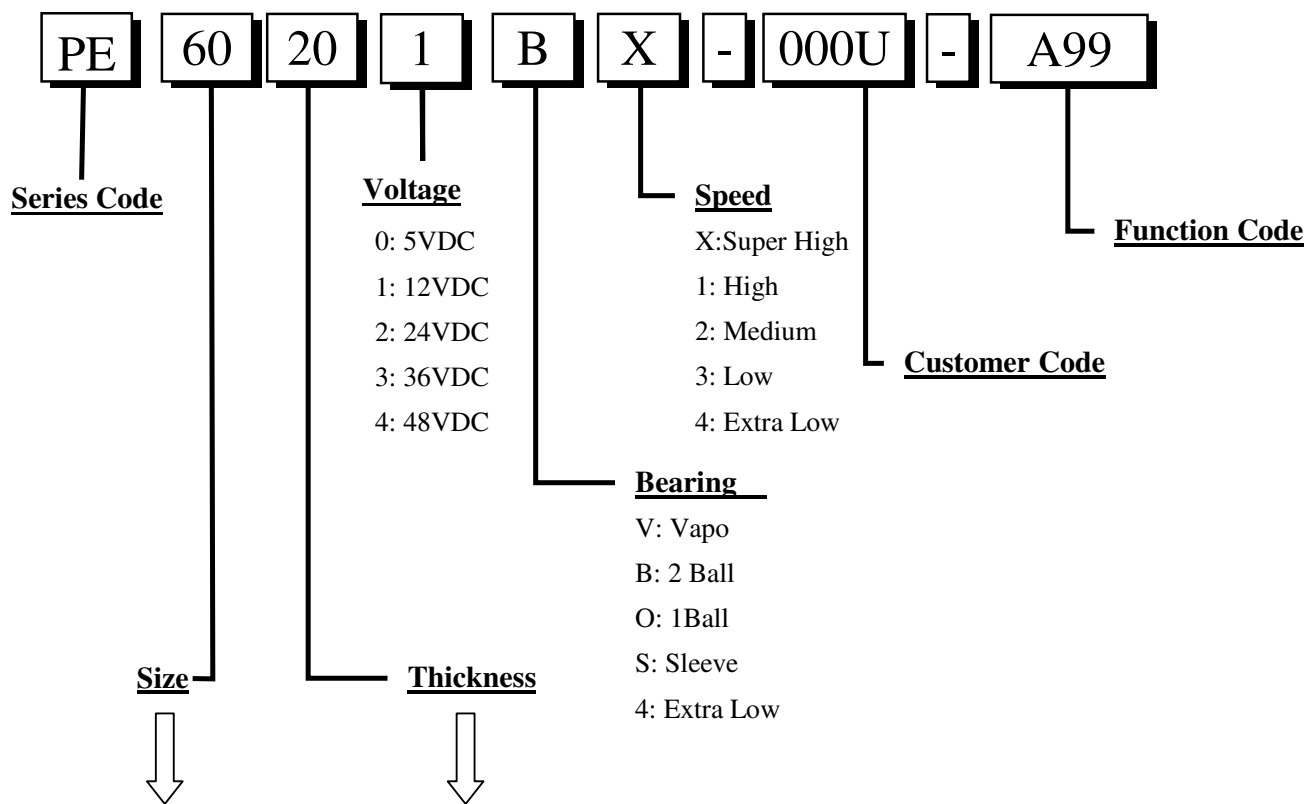 PE 60 20 1 B X - 000U - A99
Series Code
Voltage
0: 5VDC
1: 12VDC
2: 24VDC
3: 36VDC
4: 48VDC
Speed
X:Super High
1: High
2: Medium
3: Low
4: Extra Low
Function Code
Customer Code
Bearing
V: Vapo
B: 2 Ball
O: 1Ball
S: Sleeve
4: Extra Low
Size
Thickness